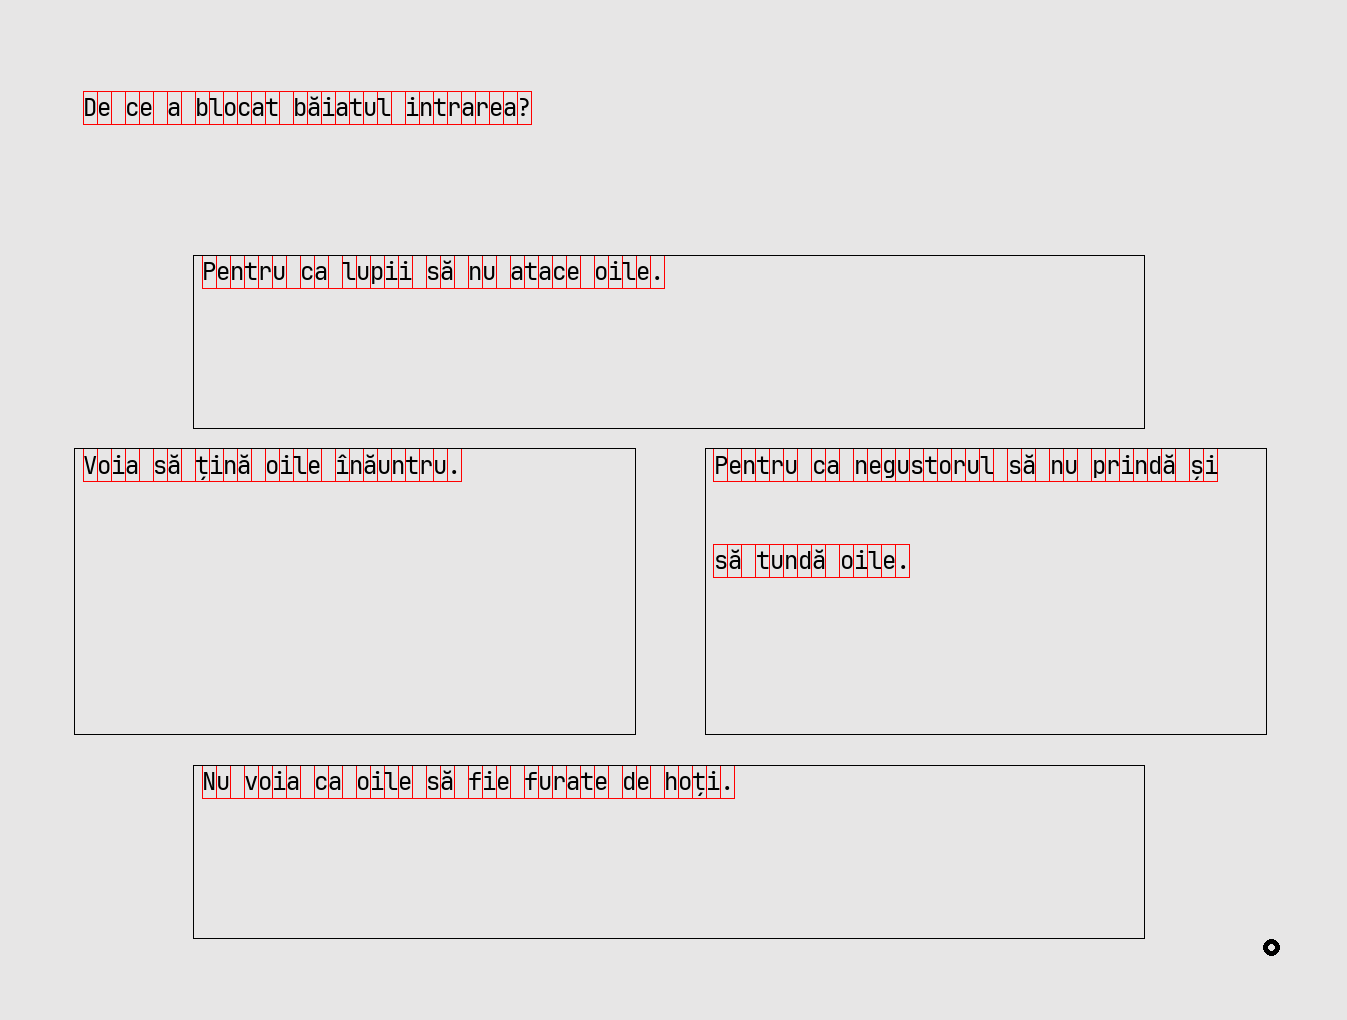 De ce a blocat băiatul intrarea?
Pentru ca lupii să nu atace oile.
Voia să țină oile înăuntru.
Pentru ca negustorul să nu prindă și
să tundă oile.
Nu voia ca oile să fie furate de hoți.